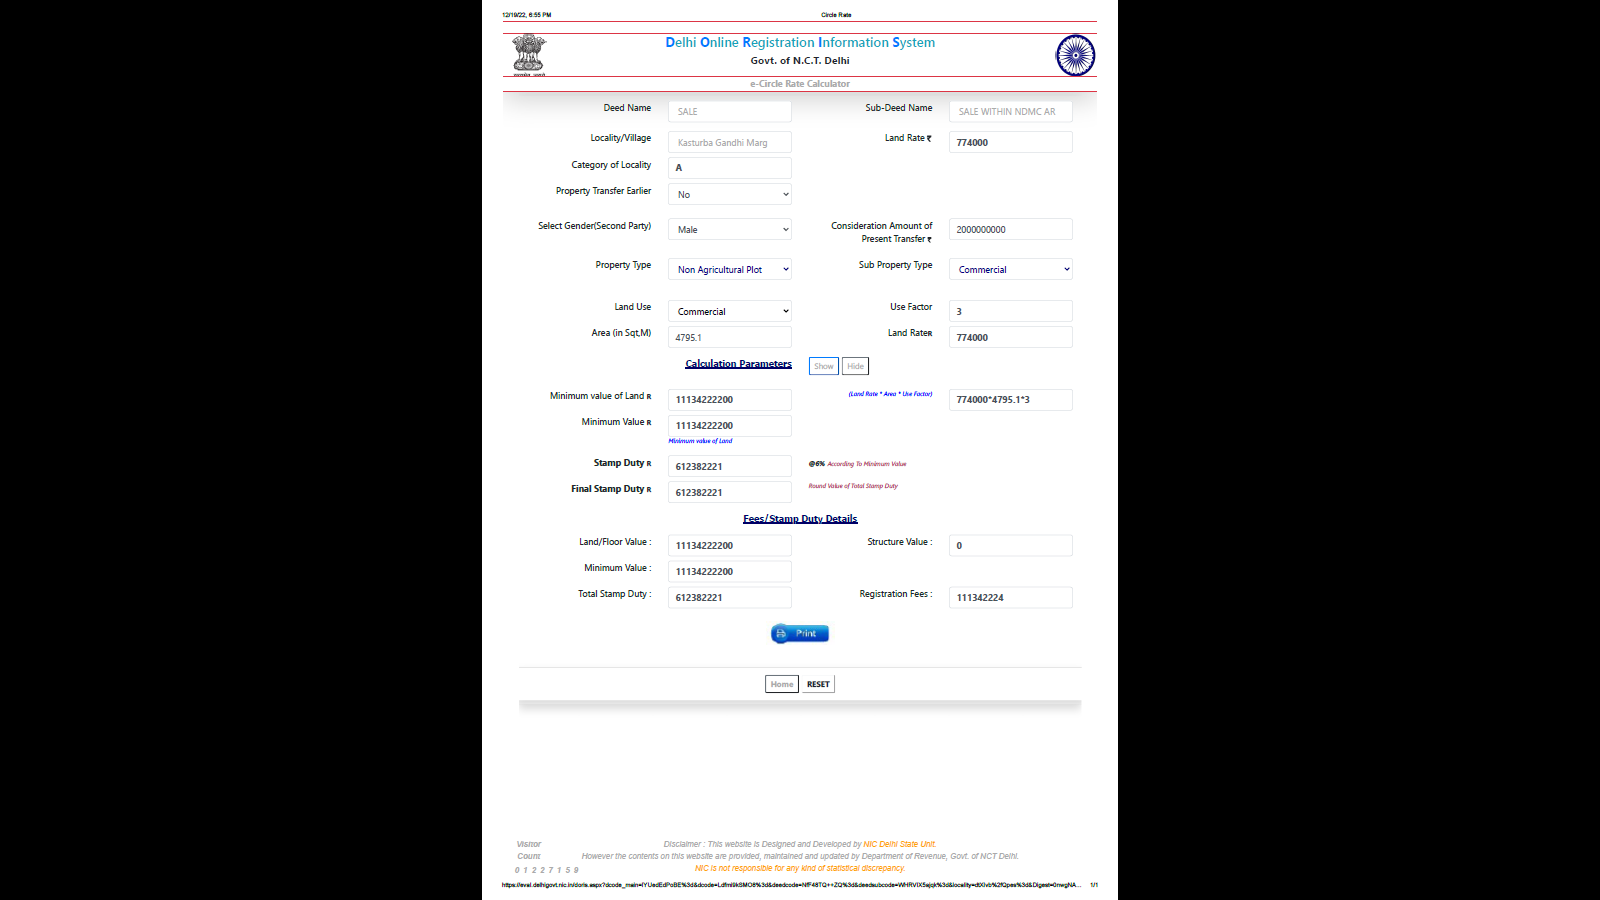 12/19/22, 6:55 PM Circle Rate
Delhi Online Registration Information System
Govt. of N.C.T. Delhi
e-Circle Rate Calculator
Deed Name SALE Sub-Deed Name SALE WITHIN NDMC AR
Locality/Village Kasturba Gandhi Marg Land Rate ₹ 774000
Category of Locality A
Property Transfer Earlier No
Select Gender(Second Party) Male Consideration Amount of Present Transfer ₹ 2000000000
Property Type Non Agricultural Plot Sub Property Type Commercial
Land Use Commercial Use Factor 3
Area (in Sqt,M) 4795.1 Land RateR 774000
Calculation Parameters Show Hide
Minimum value of Land R 11134222200 (Land Rate * Area * Use Factor) 774000*4795.1*3
Minimum Value R 11134222200
Minimum value of Land
Stamp Duty R 612382221 @6% According To Minimum Value
Final Stamp Duty R 612382221 Round Value of Total Stamp Duty
Fees/Stamp Duty Details
Land/Floor Value : 11134222200 Structure Value : 0
Minimum Value : 11134222200
Total Stamp Duty : 612382221 Registration Fees : 111342224
Print
Home RESET
Visitor Disclaimer : This website is Designed and Developed by NIC Delhi State Unit.
Count However the contents on this website are provided, maintained and updated by Department of Revenue, Govt. of NCT Delhi.
0 1 2 2 7 1 5 9 NIC is not responsible for any kind of statistical discrepancy.
1/1